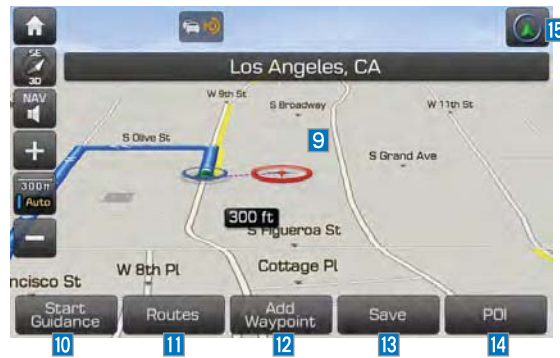 15
SE
3D
Los Angeles, CA
NAV
W 9th St
S Broadway
W 11th St
S Olive St
9
S Grand Ave
300ft
Auto
300 ft
S Figueroa St
W 8th Pl
Cottage Pl
ncisco St
Start
Guidance
Routes
Add
Waypoint
Save
POI
10
11
12
13
14